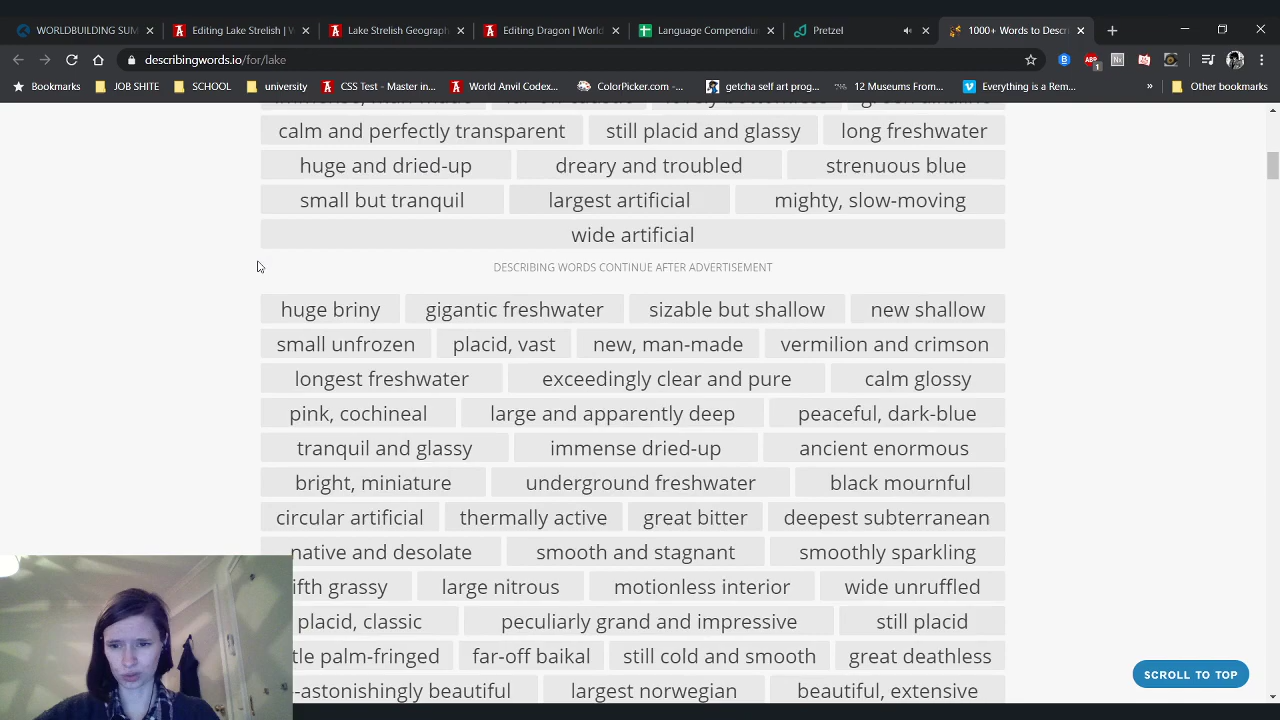 WORLDBUILDING SUM
Editing Lake Strelish | W
Lake Strelish Geograph
Editing Dragon | World
Language Compendium
Pretzel
1000+ Words to Descri
describingwords.io/for/lake
Bookmarks
JOB SHITE
SCHOOL
university
CSS Test - Master in...
World Anvil Codex...
ColorPicker.com - ...
getcha self art prog...
12 Museums From...
Everything is a Rem...
Other bookmarks
calm and perfectly transparent still placid and glassy long freshwater
huge and dried-up dreary and troubled strenuous blue
small but tranquil largest artificial mighty, slow-moving
wide artificial
DESCRIBING WORDS CONTINUE AFTER ADVERTISEMENT
huge briny gigantic freshwater sizable but shallow new shallow
small unfrozen placid, vast new, man-made vermilion and crimson
longest freshwater exceedingly clear and pure calm glossy
pink, cochineal large and apparently deep peaceful, dark-blue
tranquil and glassy immense dried-up ancient enormous
bright, miniature underground freshwater black mournful
circular artificial thermally active great bitter deepest subterranean
native and desolate smooth and stagnant smoothly sparkling
fifth grassy large nitrous motionless interior wide unruffled
placid, classic peculiarly grand and impressive still placid
palm-fringed far-off baikal still cold and smooth great deathless
-astonishingly beautiful largest norwegian beautiful, extensive
SCROLL TO TOP